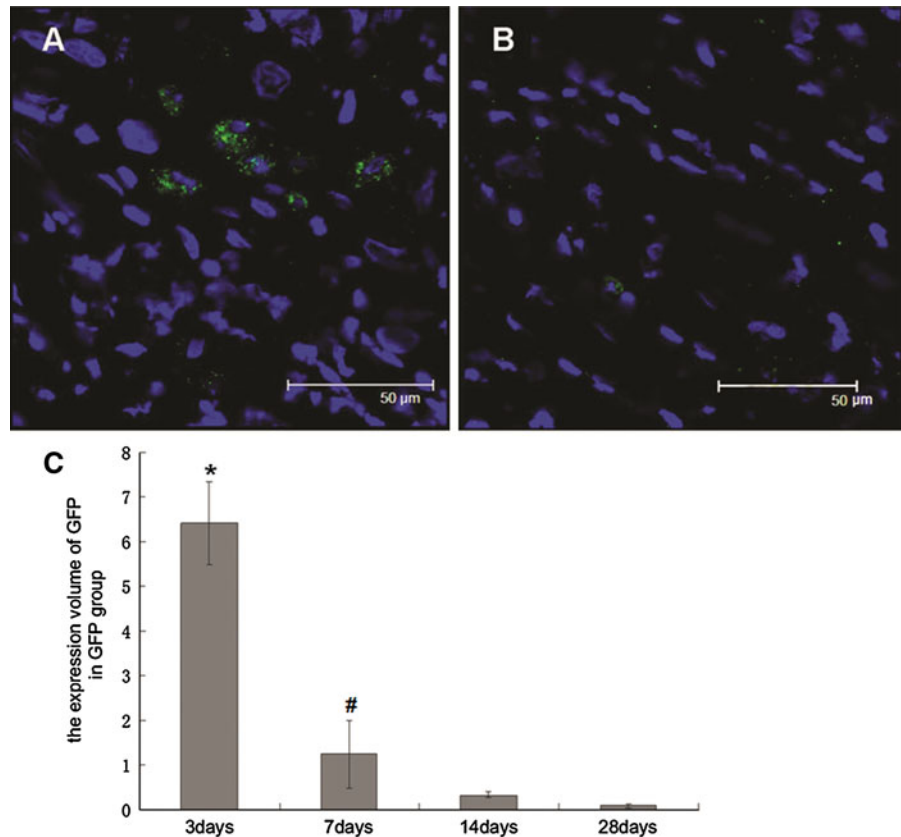 A
B
50 µm
50 µm
C
the expression volume of GFP
in GFP group
8
7
6
5
4
3
2
1
0
*
#
3days
7days
14days
28days